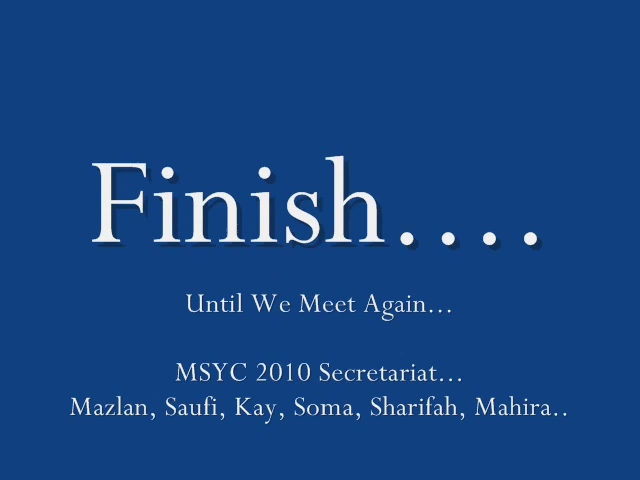 Finish....
Until We Meet Again...
MSYC 2010 Secretariat...
Mazlan, Saufi, Kay, Soma, Sharifah, Mahira..